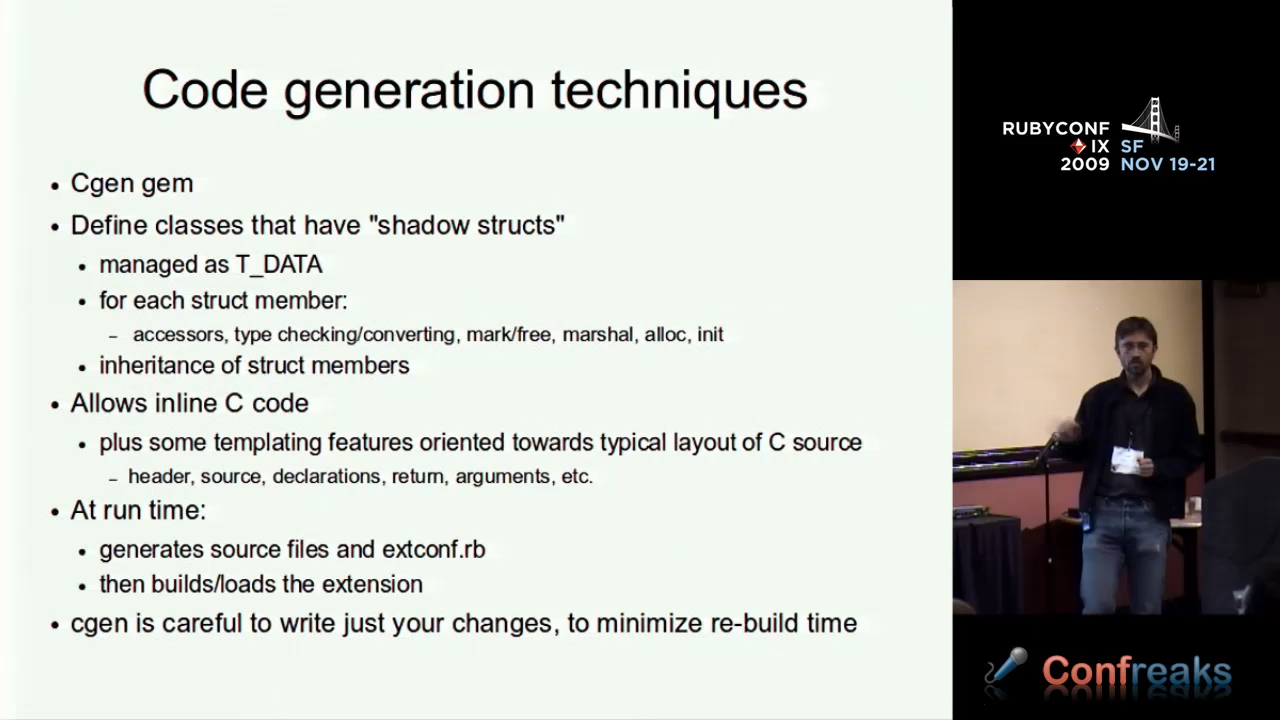 Code generation techniques
• Cgen gem
• Define classes that have "shadow structs"
• managed as T_DATA
• for each struct member:
– accessors, type checking/converting, mark/free, marshal, alloc, init
• inheritance of struct members
• Allows inline C code
• plus some templating features oriented towards typical layout of C source
– header, source, declarations, return, arguments, etc.
• At run time:
• generates source files and extconf.rb
• then builds/loads the extension
• cgen is careful to write just your changes, to minimize re-build time
RUBYCONF
IX SF
2009 NOV 19-21
Confreaks